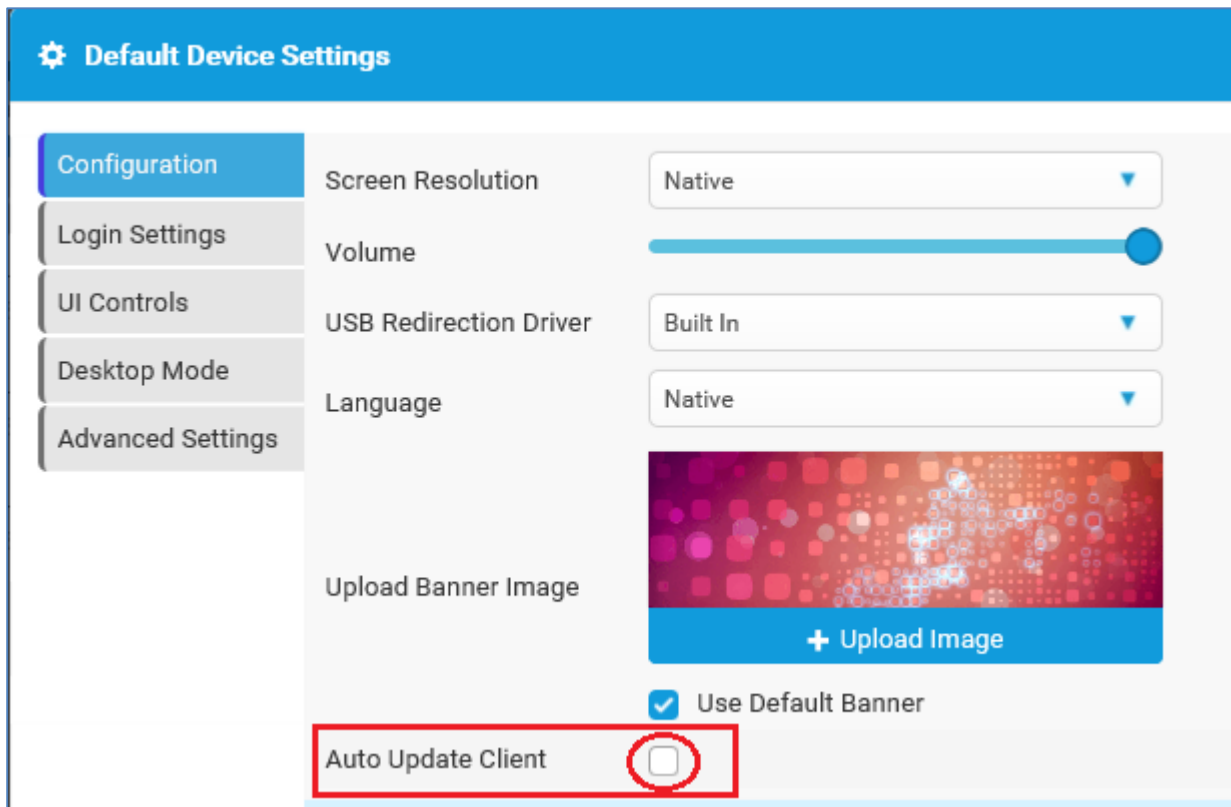 Default Device Settings
Configuration
Login Settings
UI Controls
Desktop Mode
Advanced Settings
Screen Resolution
Native
Volume
USB Redirection Driver
Built In
Language
Native
Upload Banner Image
+ Upload Image
Use Default Banner
Auto Update Client